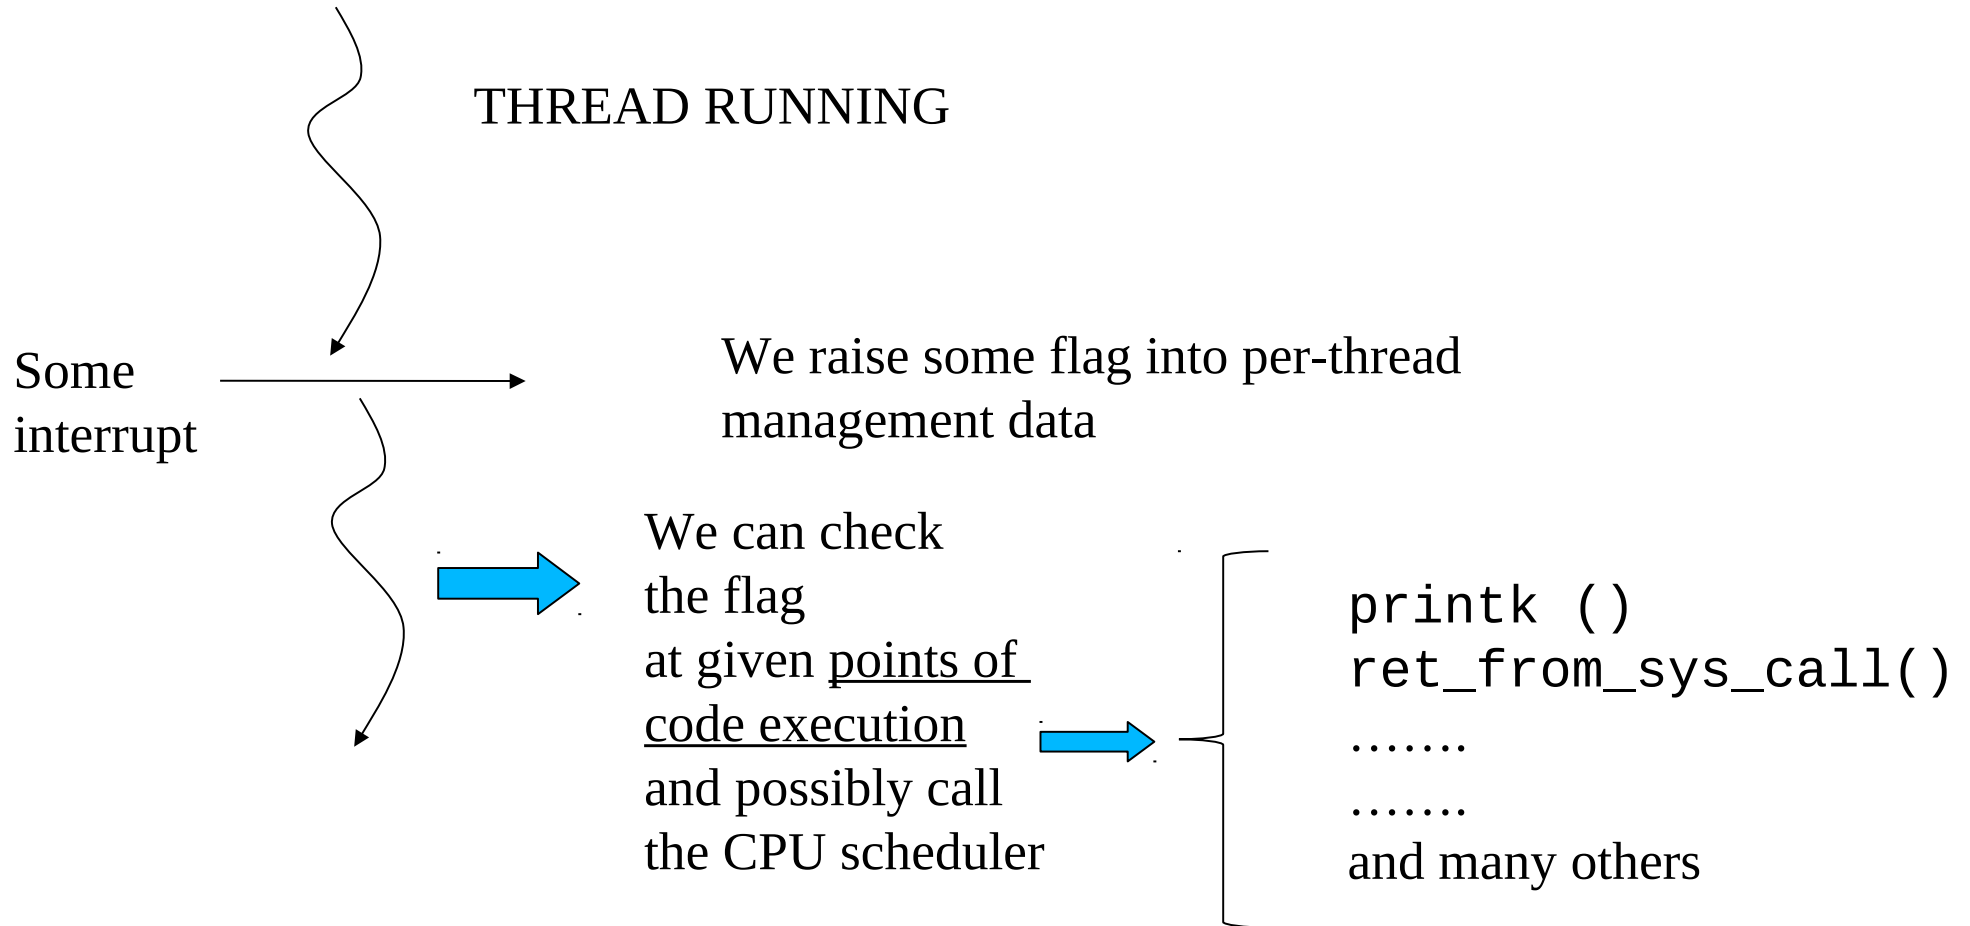 THREAD RUNNING
Some
interrupt
We raise some flag into per-thread
management data
We can check
the flag
at given points of
code execution
and possibly call
the CPU scheduler
printk ()
ret_from_sys_call()
…….
…….
and many others